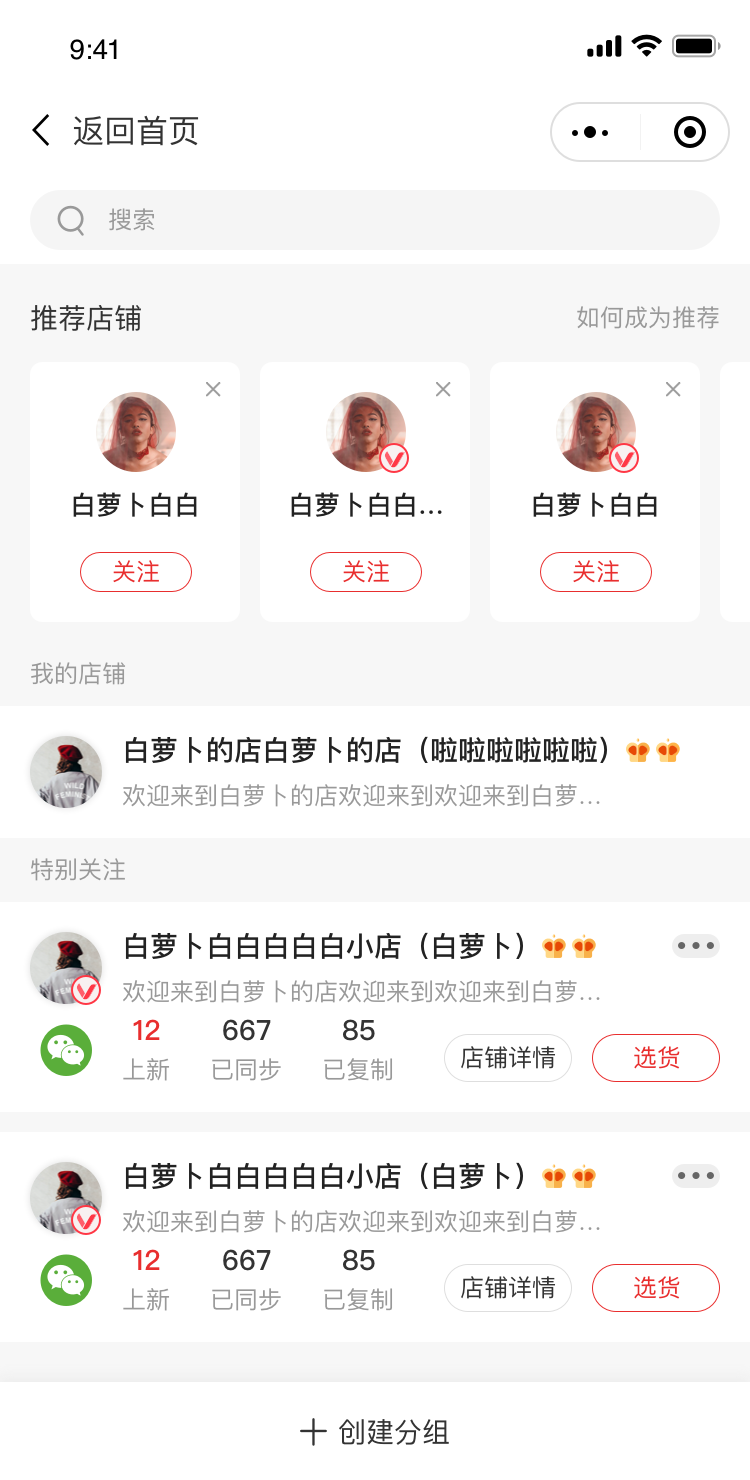 9:41
返回首页
搜索
推荐店铺 如何成为推荐
白萝卜白白 白萝卜白白... 白萝卜白白
关注 关注 关注
我的店铺
白萝卜的店白萝卜的店（啦啦啦啦啦啦）
欢迎来到白萝卜的店欢迎来到欢迎来到白萝...
特别关注
白萝卜白白白白白小店（白萝卜）
欢迎来到白萝卜的店欢迎来到欢迎来到白萝...
12 667 85
上新 已同步 已复制 店铺详情 选货
白萝卜白白白白白小店（白萝卜）
欢迎来到白萝卜的店欢迎来到欢迎来到白萝...
12 667 85
上新 已同步 已复制 店铺详情 选货
创建分组